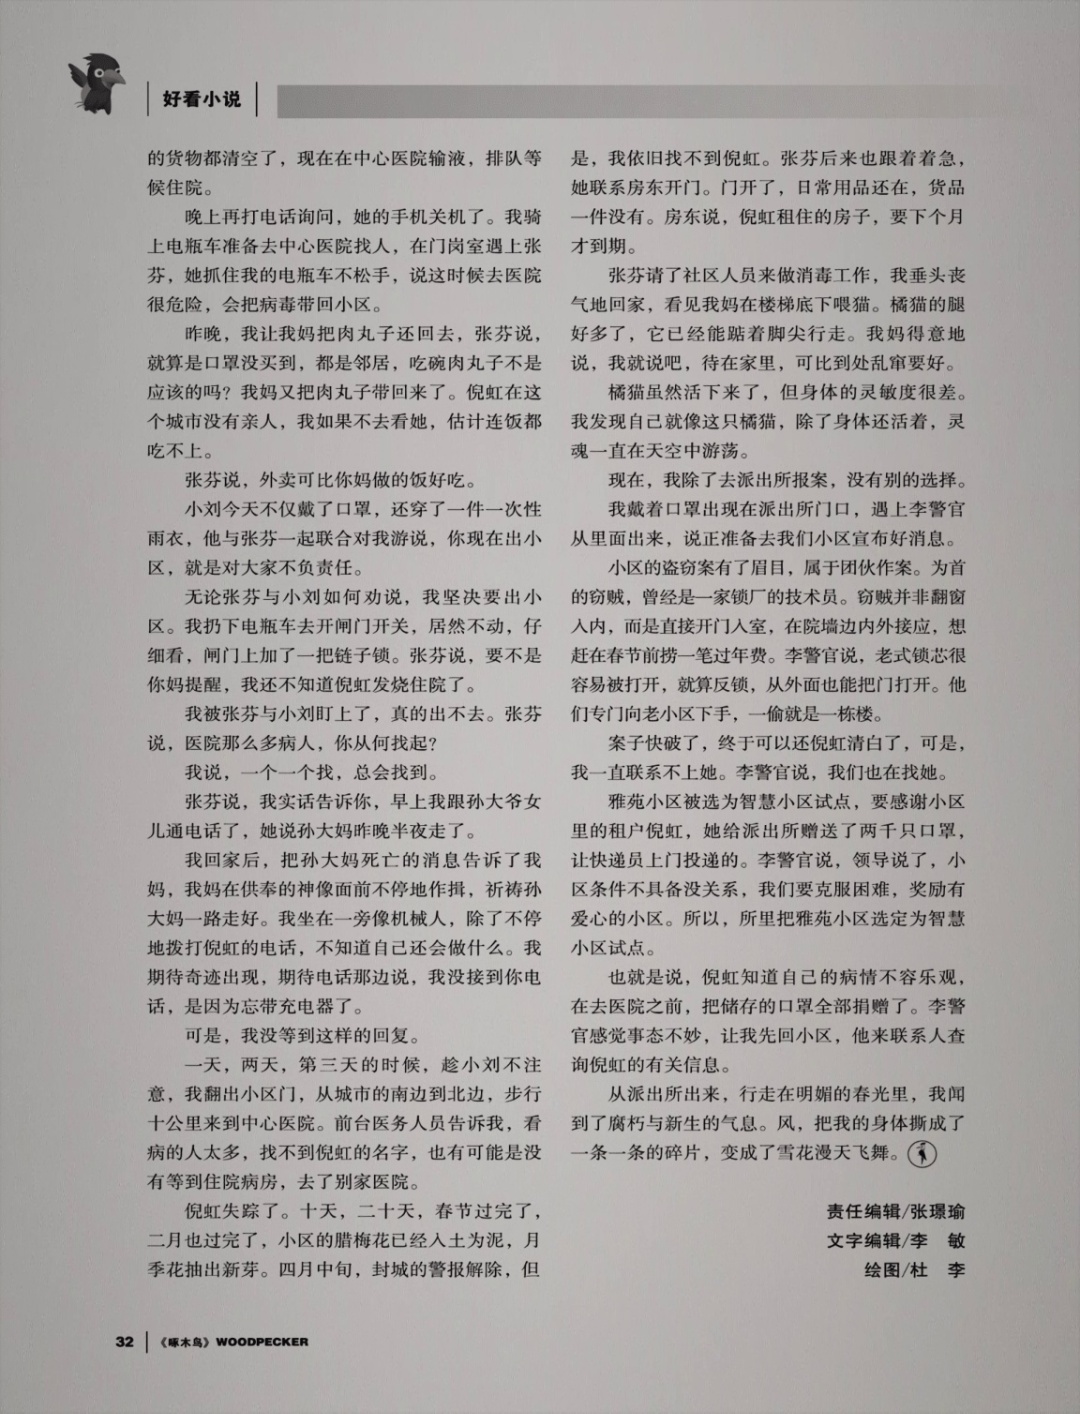 好看小说
的货物都清空了，现在在中心医院输液，排队等
候住院。
晚上再打电话询问，她的手机关机了。我骑
上电瓶车准备去中心医院找人，在门岗室遇上张
芬，她抓住我的电瓶车不松手，说这时候去医院
很危险，会把病毒带回小区。
昨晚，我让我妈把肉丸子还回去，张芬说，
就算是口罩没买到，都是邻居，吃碗肉丸子不是
应该的吗？我妈又把肉丸子带回来了。倪虹在这
个城市没有亲人，我如果不去看她，估计连饭都
吃不上。
张芬说，外卖可比你妈做的饭好吃。
小刘今天不仅戴了口罩，还穿了一件一次性
雨衣，他与张芬一起联合对我游说，你现在出小
区，就是对大家不负责任。
无论张芬与小刘如何劝说，我坚决要出小
区。我扔下电瓶车去开闸门开关，居然不动，仔
细看，闸门上加了一把链子锁。张芬说，要不是
你妈提醒，我还不知道倪虹发烧住院了。
我被张芬与小刘盯上了，真的出不去。张芬
说，医院那么多病人，你从何找起？
我说，一个一个找，总会找到。
张芬说，我实话告诉你，早上我跟孙大爷女
儿通电话了，她说孙大妈昨晚半夜走了。
我回家后，把孙大妈死亡的消息告诉了我
妈，我妈在供奉的神像面前不停地作揖，祈祷孙
大妈一路走好。我坐在一旁像机械人，除了不停
地拨打倪虹的电话，不知道自己还会做什么。我
期待奇迹出现，期待电话那边说，我没接到你电
话，是因为忘带充电器了。
可是，我没等到这样的回复。
一天，两天，第三天的时候，趁小刘不注
意，我翻出小区门，从城市的南边到北边，步行
十公里来到中心医院。前台医务人员告诉我，看
病的人太多，找不到倪虹的名字，也有可能是没
有等到住院病房，去了别家医院。
倪虹失踪了。十天，二十天，春节过完了，
二月也过完了，小区的腊梅花已经入土为泥，月
季花抽出新芽。四月中旬，封城的警报解除，但
是，我依旧找不到倪虹。张芬后来也跟着着急，
她联系房东开门。门开了，日常用品还在，货品
一件没有。房东说，倪虹租住的房子，要下个月
才到期。
张芬请了社区人员来做消毒工作，我垂头丧
气地回家，看见我妈在楼梯底下喂猫。橘猫的腿
好多了，它已经能踮着脚尖行走。我妈得意地
说，我就说吧，待在家里，可比到处乱窜要好。
橘猫虽然活下来了，但身体的灵敏度很差。
我发现自己就像这只橘猫，除了身体还活着，灵
魂一直在天空中游荡。
现在，我除了去派出所报案，没有别的选择。
我戴着口罩出现在派出所门口，遇上李警官
从里面出来，说正准备去我们小区宣布好消息。
小区的盗窃案有了眉目，属于团伙作案。为首
的窃贼，曾经是一家锁厂的技术员。窃贼并非翻窗
入内，而是直接开门入室，在院墙边内外接应，想
赶在春节前捞一笔过年费。李警官说，老式锁芯很
容易被打开，就算反锁，从外面也能把门打开。他
们专门向老小区下手，一偷就是一栋楼。
案子快破了，终于可以还倪虹清白了，可是，
我一直联系不上她。李警官说，我们也在找她。
雅苑小区被选为智慧小区试点，要感谢小区
里的租户倪虹，她给派出所赠送了两千只口罩，
让快递员上门投递的。李警官说，领导说了，小
区条件不具备没关系，我们要克服困难，奖励有
爱心的小区。所以，所里把雅苑小区选定为智慧
小区试点。
也就是说，倪虹知道自己的病情不容乐观，
在去医院之前，把储存的口罩全部捐赠了。李警
官感觉事态不妙，让我先回小区，他来联系人查
询倪虹的有关信息。
从派出所出来，行走在明媚的春光里，我闻
到了腐朽与新生的气息。风，把我的身体撕成了
一条一条的碎片，变成了雪花漫天飞舞。
责任编辑/张璟瑜
文字编辑/李　敏
绘图/杜　李
32 《啄木鸟》WOODPECKER